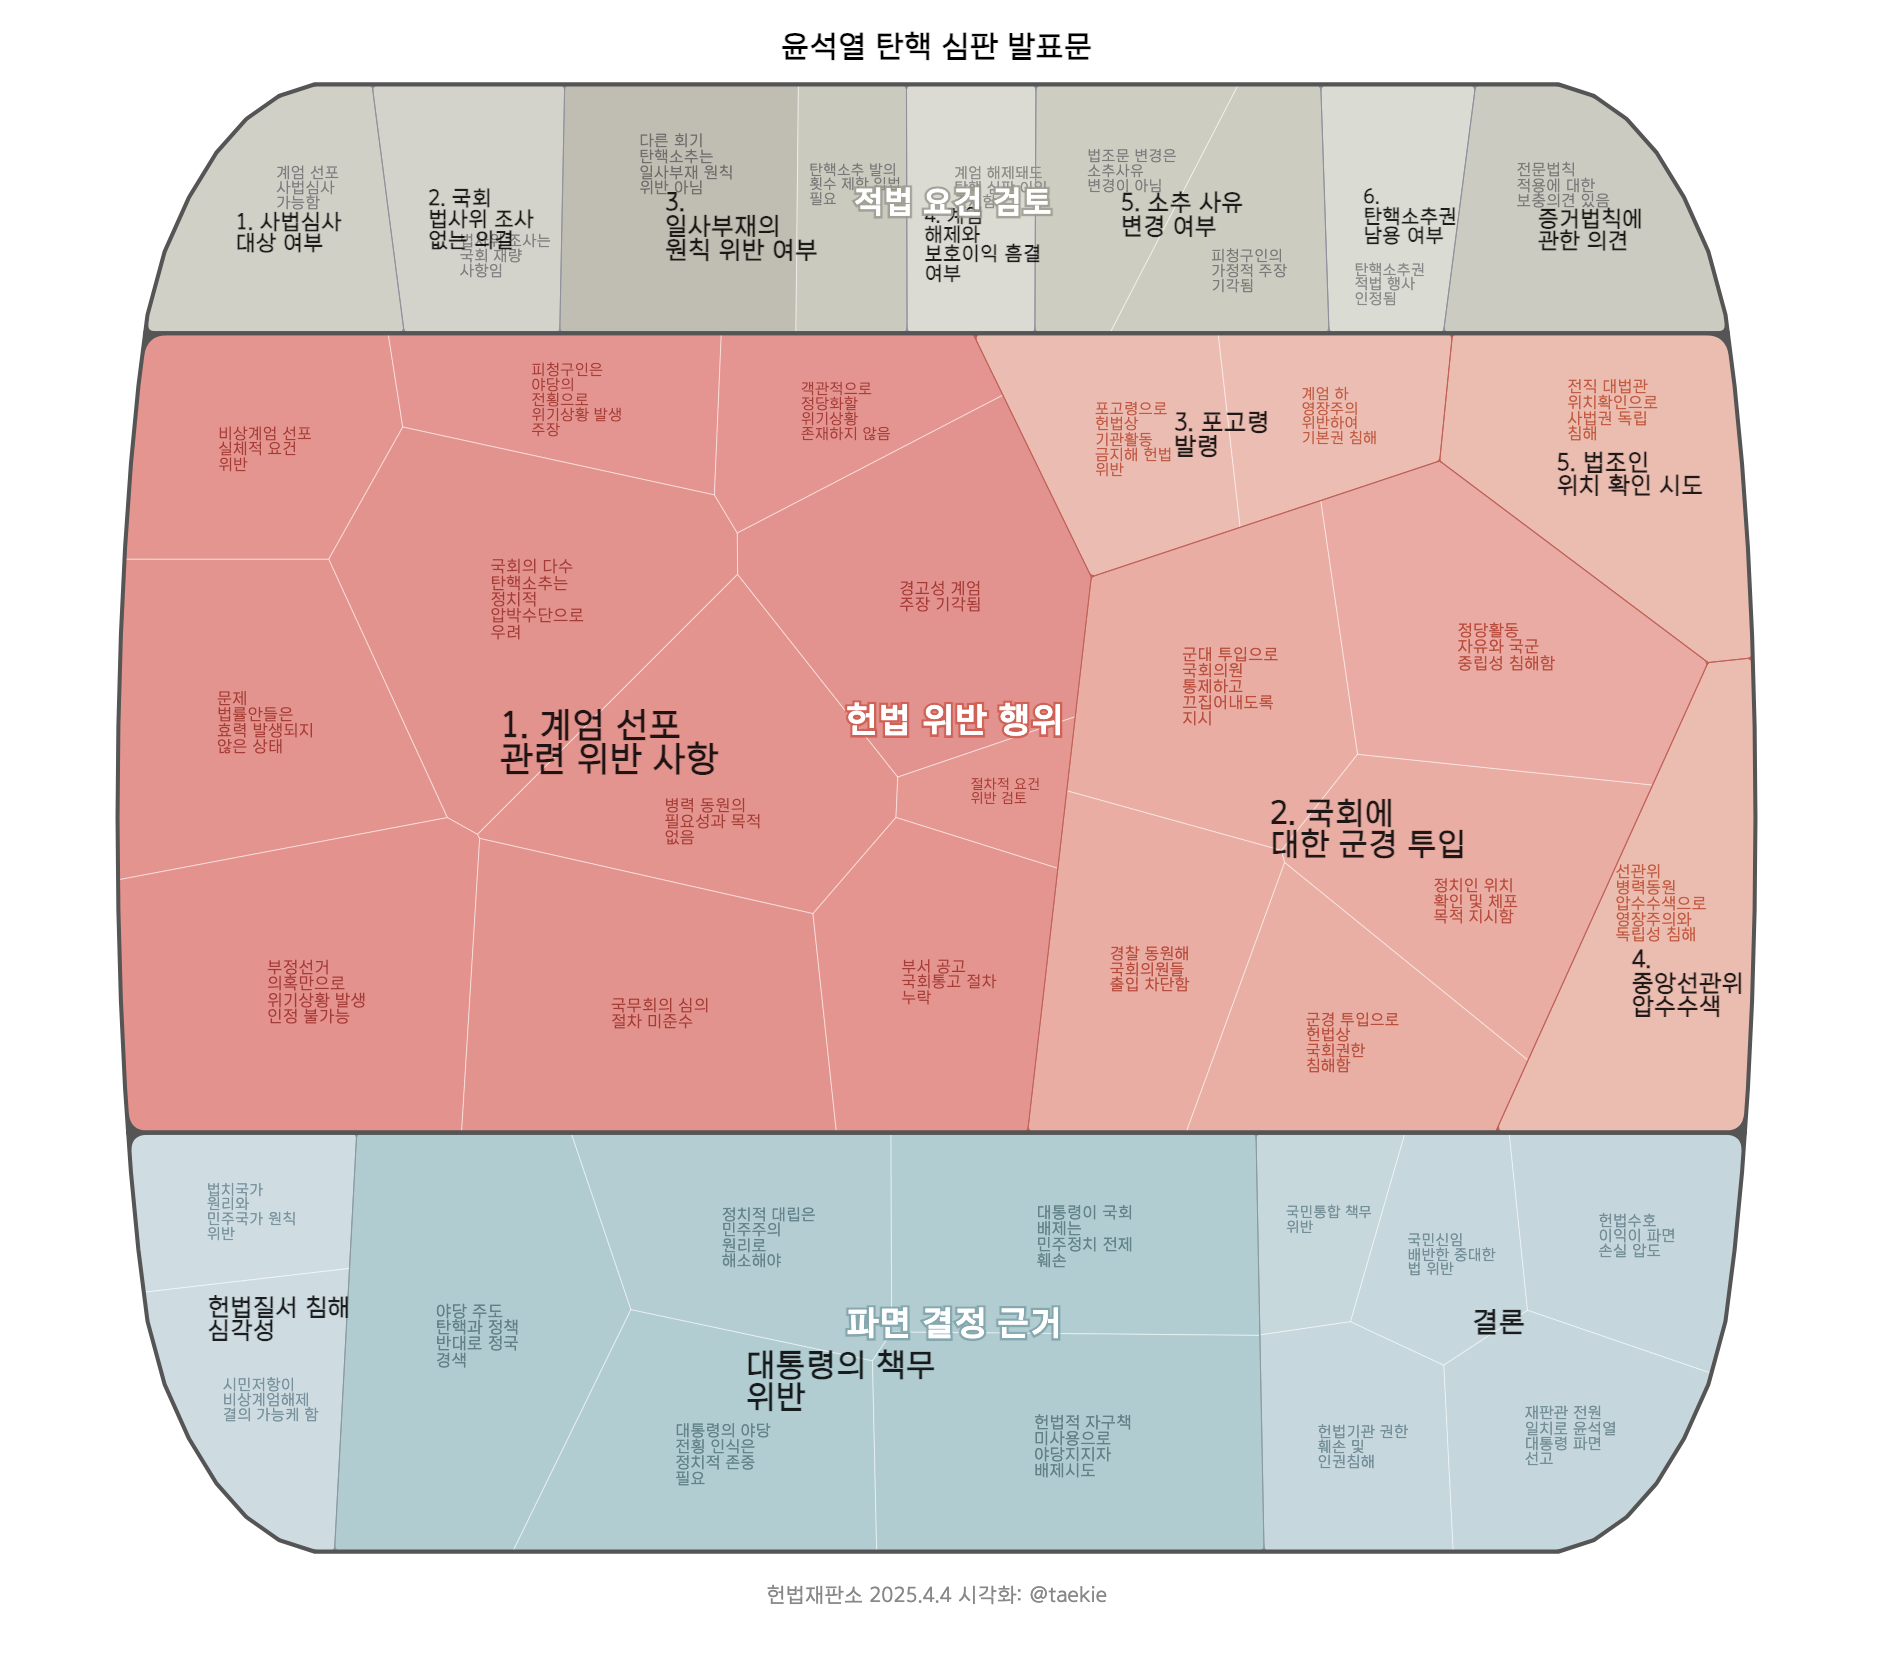 윤석열 탄핵 심판 발표문
적법 요건 검토
계엄 선포
사법심사
가능함
1. 사법심사
대상 여부
2. 국회
법사위 조사
없는 의결
법사위 조사는
국회 재량
사항임
다른 회기
탄핵소추는
일사부재 원칙
위반 아님
3.
일사부재의
원칙 위반 여부
탄핵소추 발의
횟수 제한 입법
필요
계엄 해제돼도
4. 계엄
해제와
보호이익 흠결
여부
법조문 변경은
소추사유
변경이 아님
5. 소추 사유
변경 여부
피청구인의
가정적 주장
기각됨
6.
탄핵소추권
남용 여부
탄핵소추권
적법 행사
인정됨
전문법칙
적용에 대한
보충의견 있음
증거법칙에
관한 의견
헌법 위반 행위
비상계엄 선포
실체적 요건
위반
피청구인은
야당의
전횡으로
위기상황 발생
주장
객관적으로
정당화할
위기상황
존재하지 않음
국회의 다수
탄핵소추는
정치적
압박수단으로
우려
경고성 계엄
주장 기각됨
문제
법률안들은
효력 발생되지
않은 상태
1. 계엄 선포
관련 위반 사항
병력 동원의
필요성과 목적
없음
절차적 요건
위반 검토
부정선거
의혹만으로
위기상황 발생
인정 불가능
국무회의 심의
절차 미준수
부서 공고
국회통고 절차
누락
포고령으로
헌법상
기관활동
금지해 헌법
위반
3. 포고령
발령
계엄 하
영장주의
위반하여
기본권 침해
전직 대법관
위치확인으로
사법권 독립
침해
5. 법조인
위치 확인 시도
군대 투입으로
국회의원
통제하고
끄집어내도록
지시
정당활동
자유와 국군
중립성 침해함
2. 국회에
대한 군경 투입
정치인 위치
확인 및 체포
목적 지시함
경찰 동원해
국회의원들
출입 차단함
군경 투입으로
헌법상
국회권한
침해함
선관위
병력동원
압수수색으로
영장주의와
독립성 침해
4.
중앙선관위
압수수색
파면 결정 근거
법치국가
원리와
민주국가 원칙
위반
헌법질서 침해
심각성
시민저항이
비상계엄해제
결의 가능케 함
야당 주도
탄핵과 정책
반대로 정국
경색
정치적 대립은
민주주의
원리로
해소해야
대통령이 국회
배제는
민주정치 전제
훼손
대통령의 책무
위반
대통령의 야당
전횡 인식은
정치적 존중
필요
헌법적 자구책
미사용으로
야당지지자
배제시도
국민통합 책무
위반
국민신임
배반한 중대한
법 위반
헌법수호
이익이 파면
손실 압도
결론
헌법기관 권한
훼손 및
인권침해
재판관 전원
일치로 윤석열
대통령 파면
선고
헌법재판소 2025.4.4 시각화: @taekie